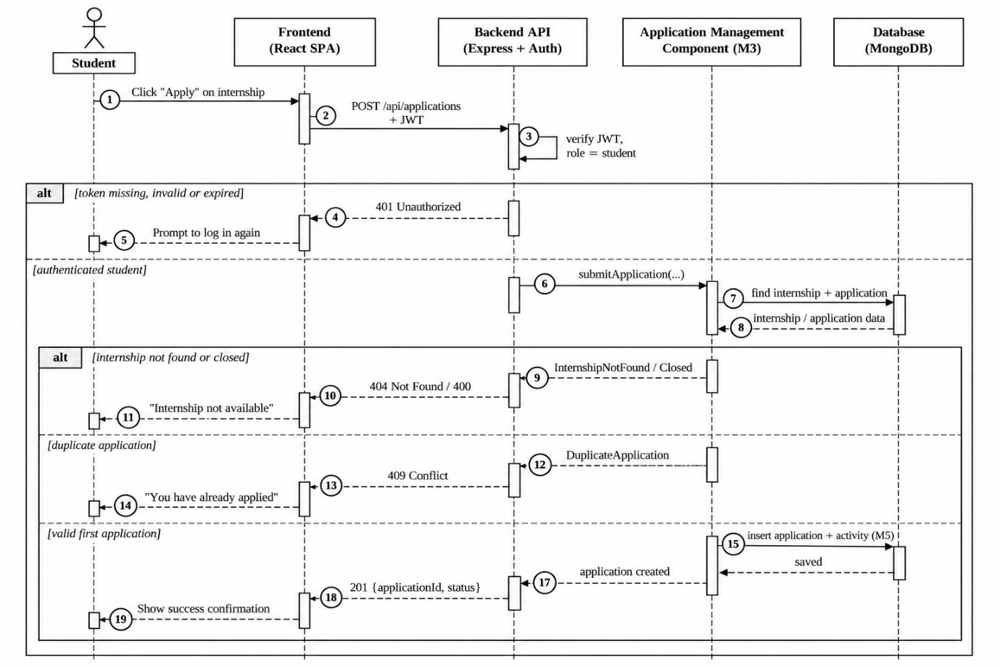 Student
Frontend
(React SPA)
Backend API
(Express + Auth)
Application Management
Component (M3)
Database
(MongoDB)
1 Click "Apply" on internship
2 POST /api/applications
+ JWT
3 verify JWT,
role = student
alt [token missing, invalid or expired]
4 401 Unauthorized
5 Prompt to log in again
[authenticated student]
6 submitApplication(...)
7 find internship + application
8 internship / application data
alt [internship not found or closed]
9 InternshipNotFound / Closed
10 404 Not Found / 400
11 "Internship not available"
[duplicate application]
12 DuplicateApplication
13 409 Conflict
14 "You have already applied"
[valid first application]
15 insert application + activity (M5)
saved
17 application created
18 201 {applicationId, status}
19 Show success confirmation